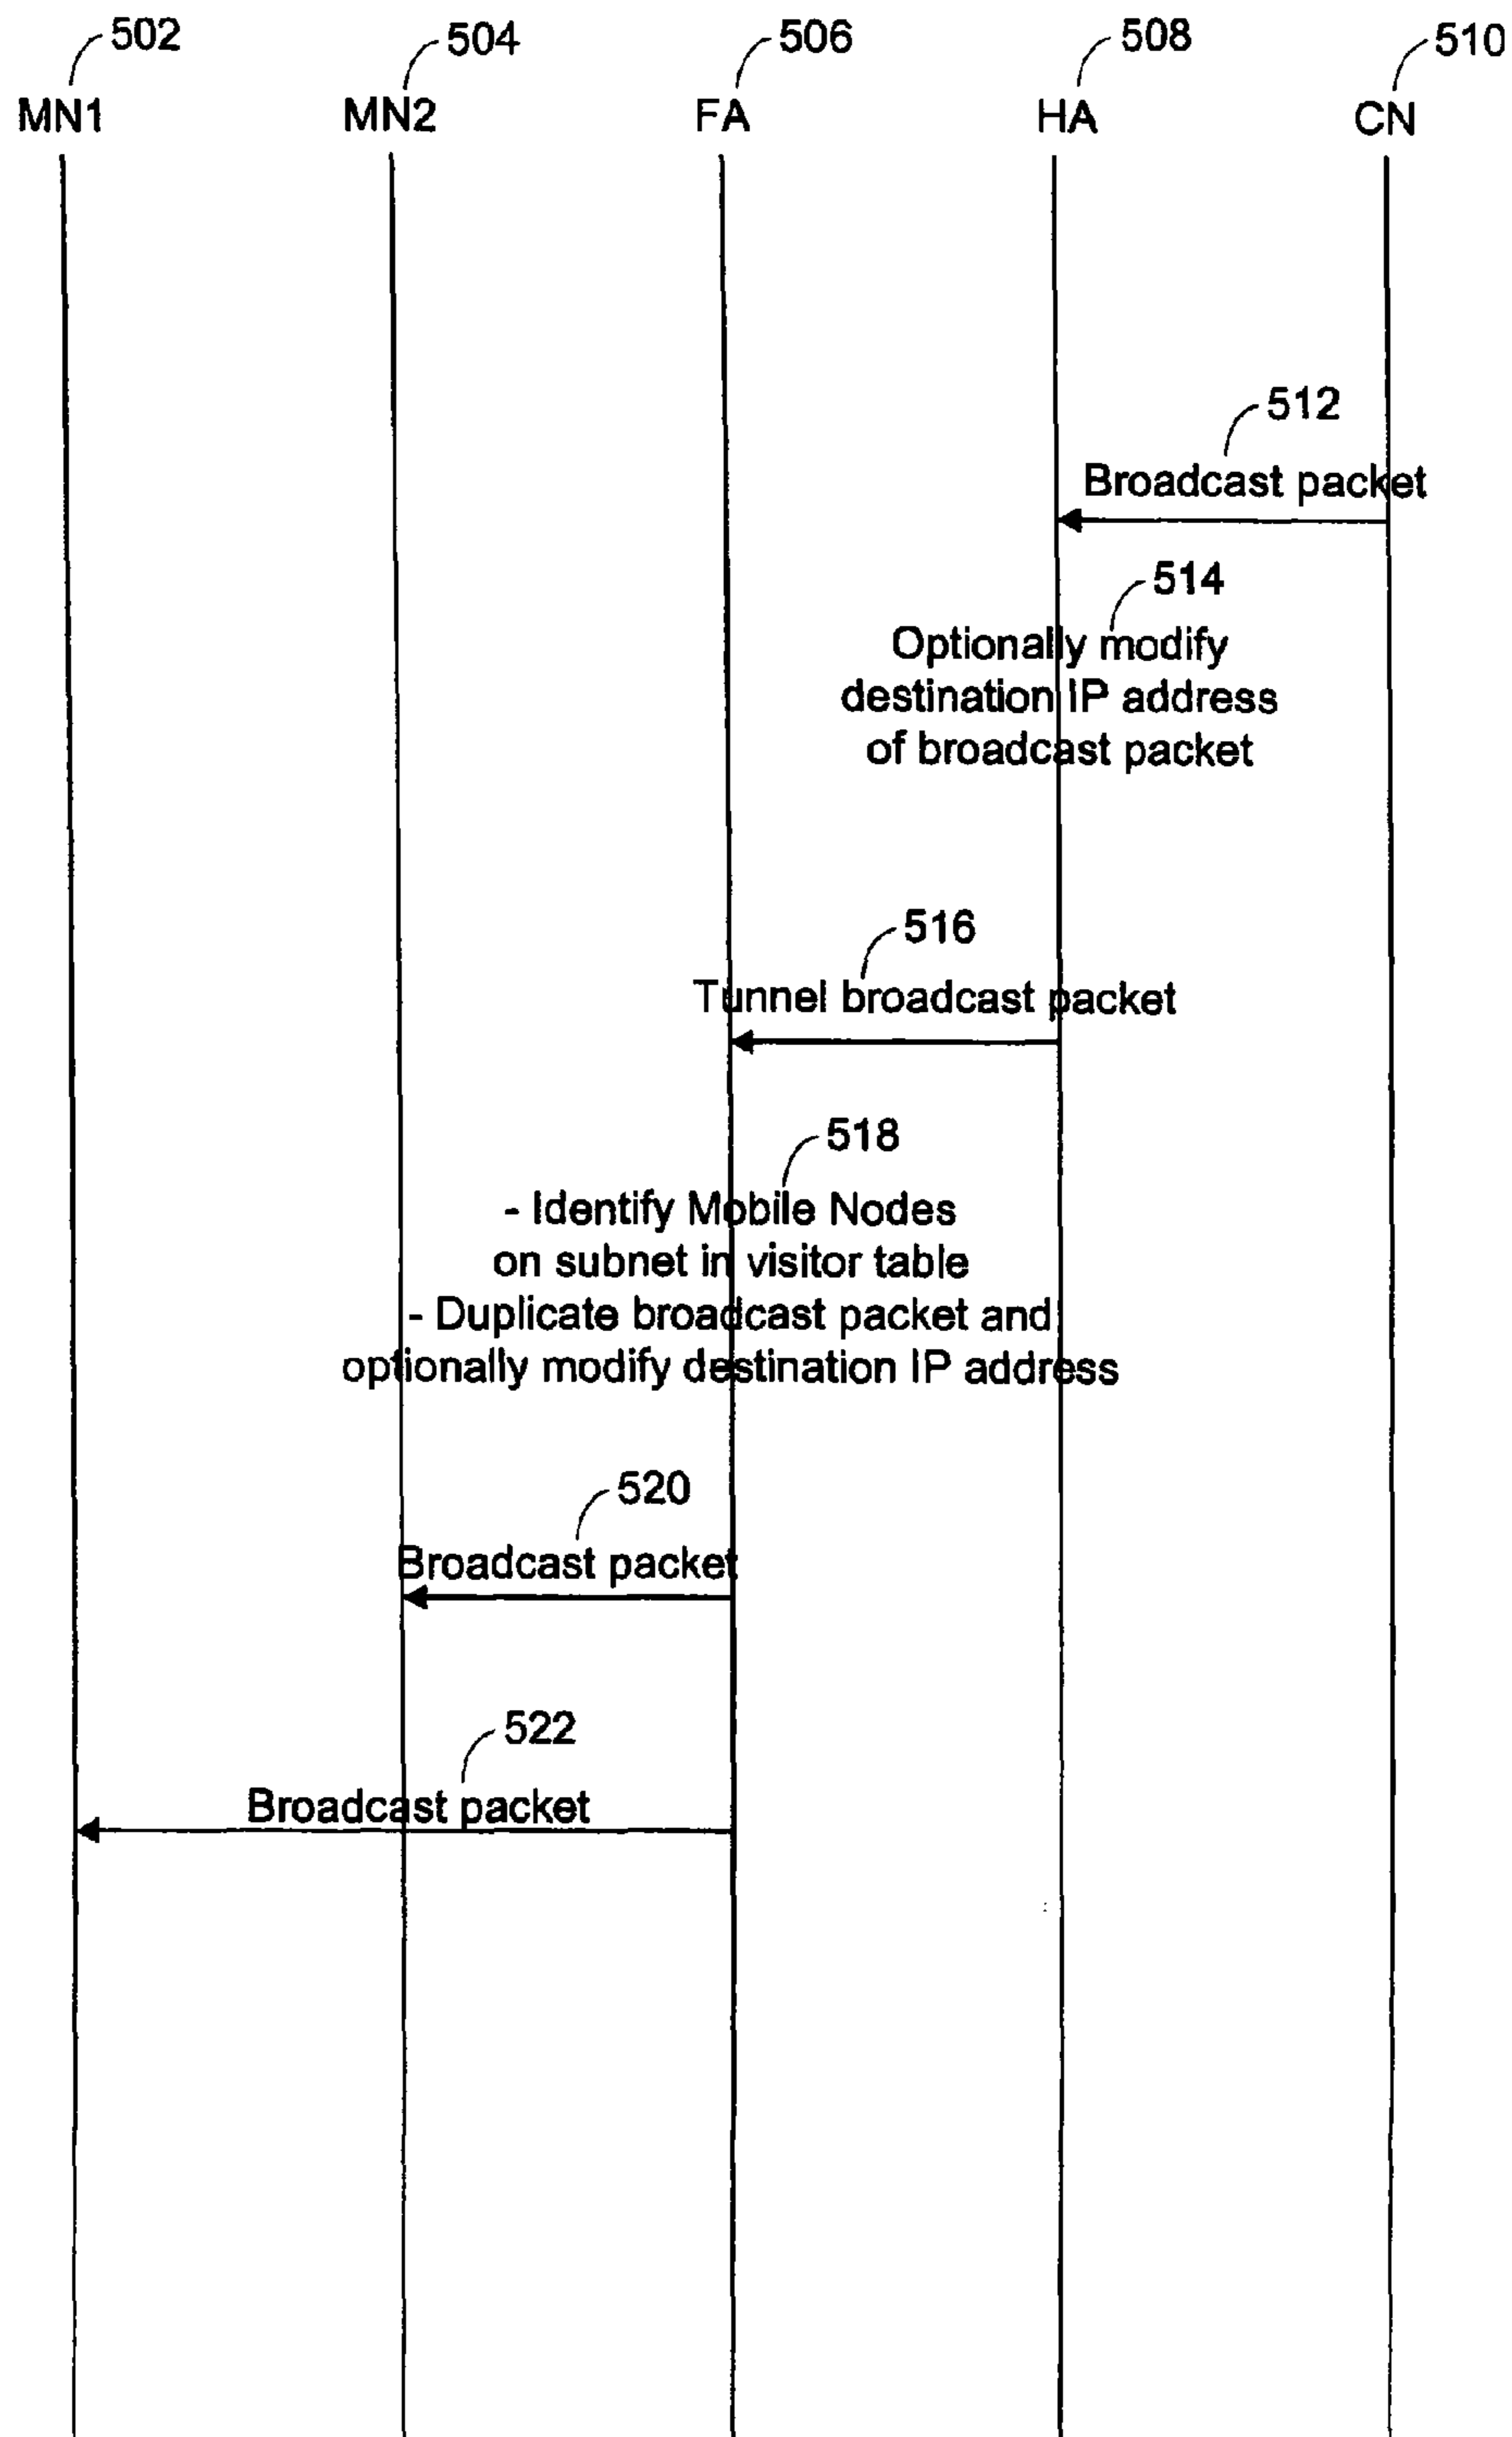 502
504
506
508
510
MN1
MN2
FA
HA
CN
512
Broadcast packet
514
Optionally modify
destination IP address
of broadcast packet
516
Tunnel broadcast packet
518
- Identify Mobile Nodes
on subnet in visitor table
- Duplicate broadcast packet and
optionally modify destination IP address
520
Broadcast packet
522
Broadcast packet